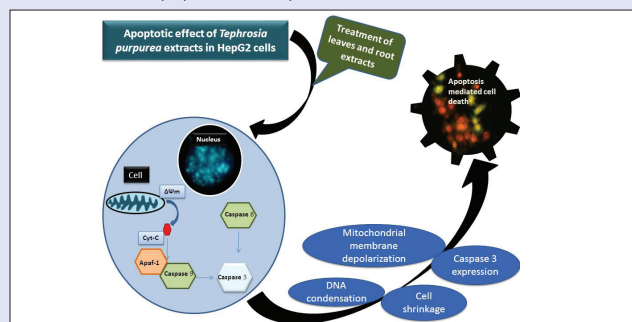 Apoptotic effect of Tephrosia
purpurea extracts in HepG2 cells
Treatment of
leaves and root
extracts
Apoptosis
mediated cell
death
Nucleus
Cell
ΔΨm
Cyt-C
Apaf-1
Caspase 9
Caspase 8
Caspase 3
Mitochondrial
membrane
depolarization
Caspase 3
expression
DNA
condensation
Cell
shrinkage